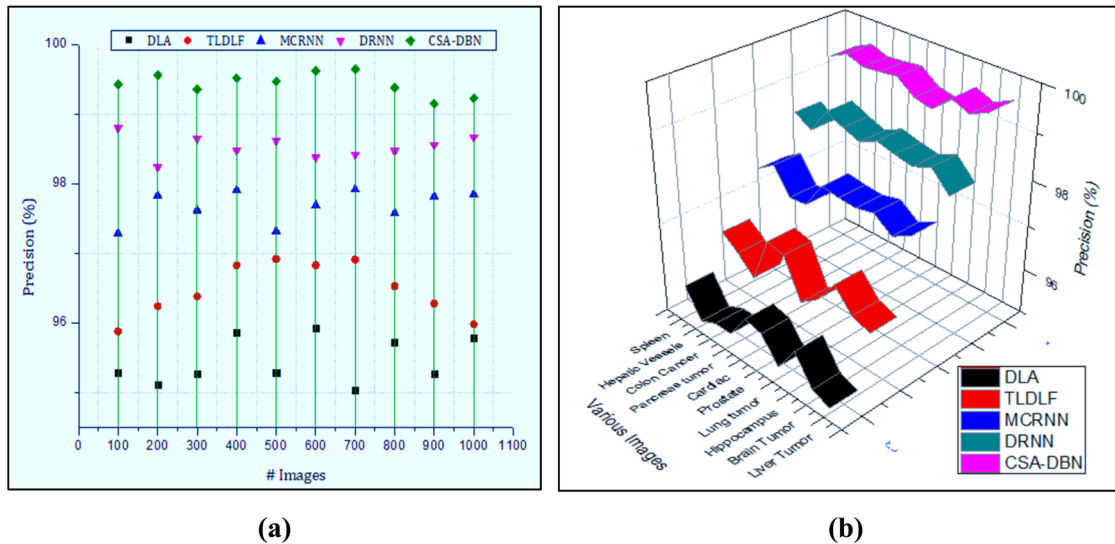 DLA TLDLF MCRNN DRNN CSA-DBN
100
98
96
Precision (%)
100 200 300 400 500 600 700 800 900 1000 1100
# Images
(a)
100
98
96
Precision (%)
Spleen
Hepatic Vessels
Colon Cancer
Pancreae tumor
Cardiac
Prostate
Lung tumor
Hippocampus
Brain Tumor
Liver Tumor
Various Images
DLA
TLDLF
MCRNN
DRNN
CSA-DBN
(b)